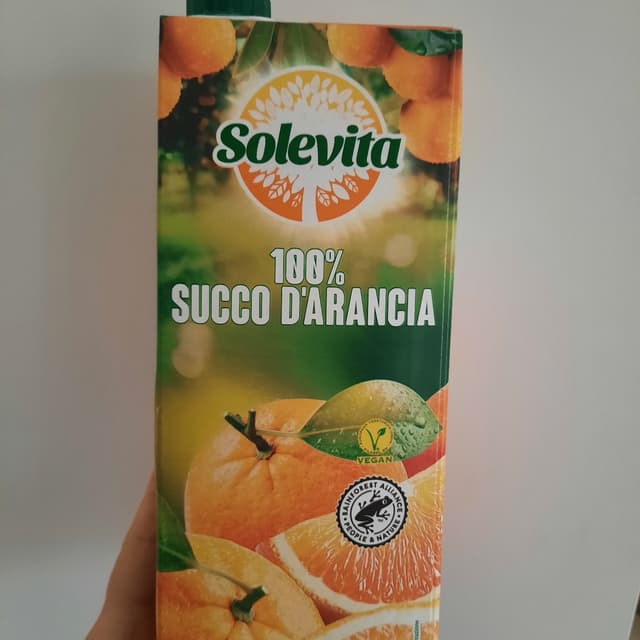 Solevita
100%
SUCCO D'ARANCIA
VEGAN
RAINFOREST ALLIANCE
PEOPLE & NATURE